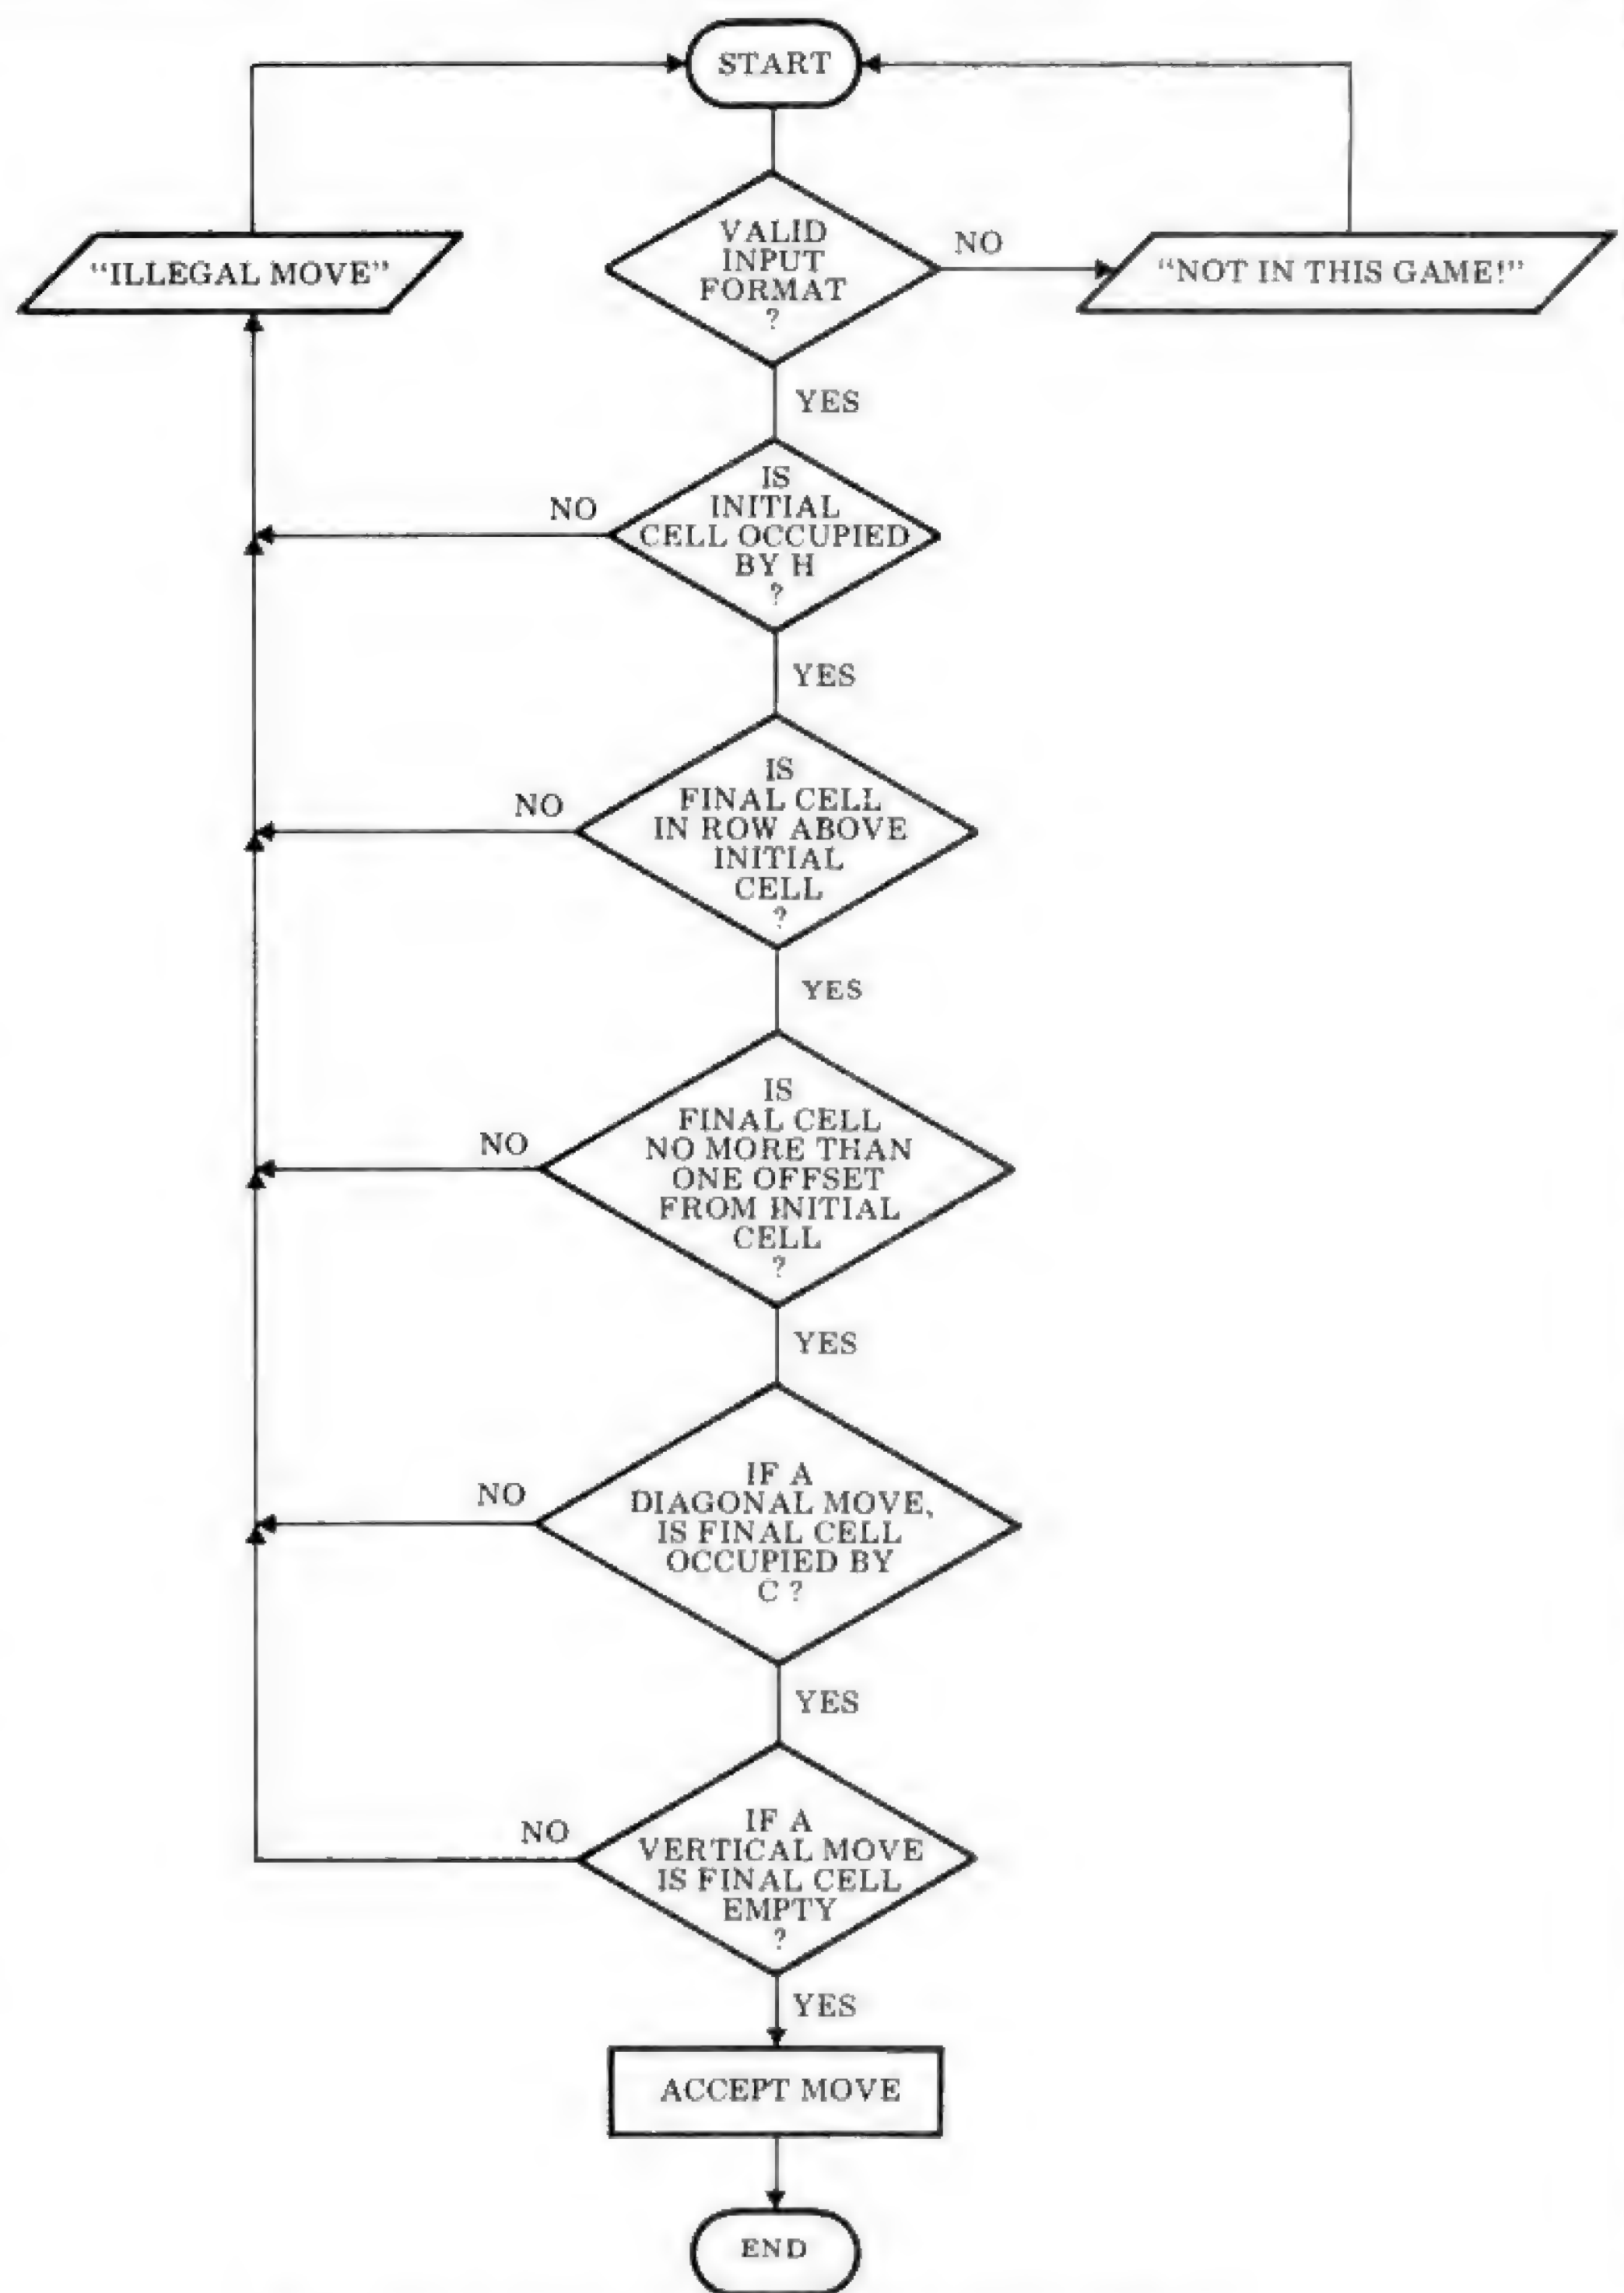 START
VALID
INPUT
FORMAT
?
NO
"NOT IN THIS GAME!"
"ILLEGAL MOVE"
YES
IS
INITIAL
CELL OCCUPIED
BY H
?
NO
YES
IS
FINAL CELL
IN ROW ABOVE
INITIAL
CELL
?
NO
YES
IS
FINAL CELL
NO MORE THAN
ONE OFFSET
FROM INITIAL
CELL
?
NO
YES
IF A
DIAGONAL MOVE,
IS FINAL CELL
OCCUPIED BY
C ?
NO
YES
IF A
VERTICAL MOVE
IS FINAL CELL
EMPTY
?
NO
YES
ACCEPT MOVE
END